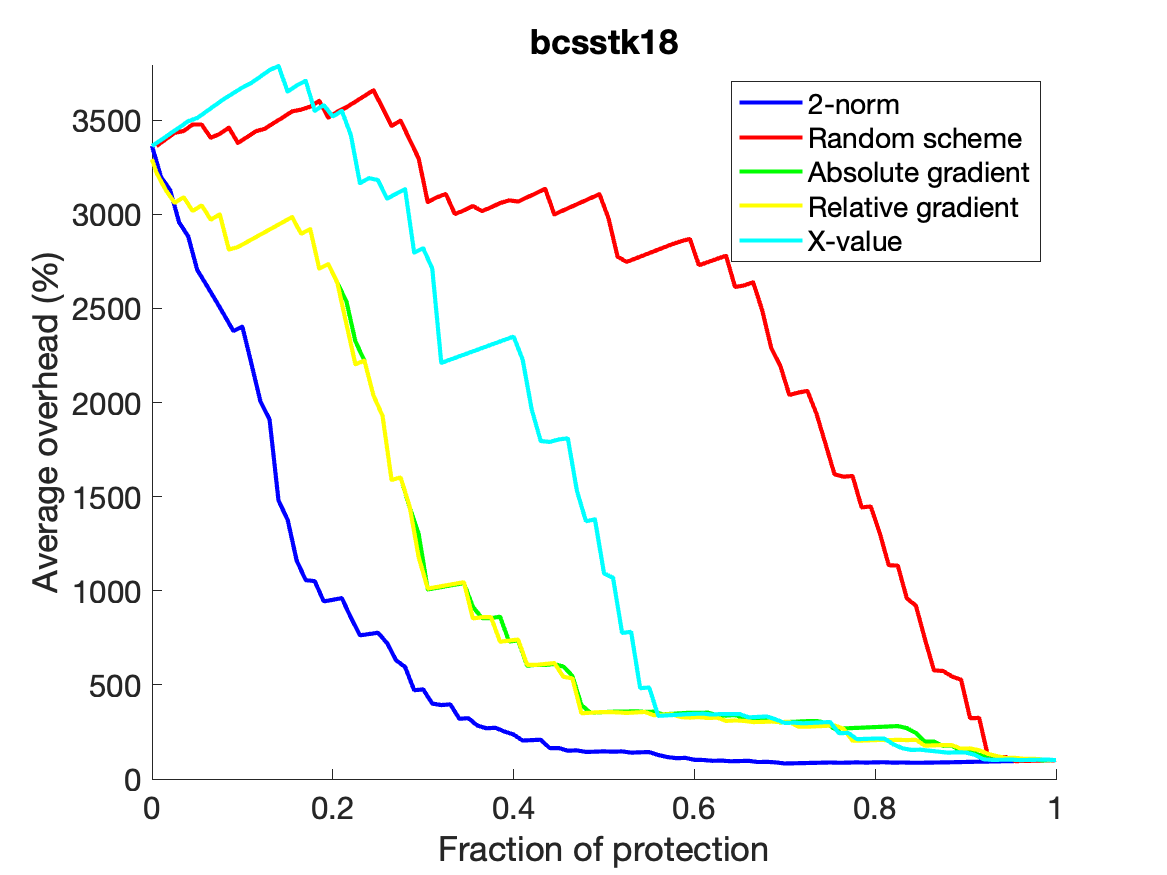 bcsstk18
2-norm
Random scheme
Absolute gradient
Relative gradient
X-value
Average overhead (%)
3500
3000
2500
2000
1500
1000
500
0
0 0.2 0.4 0.6 0.8 1
Fraction of protection